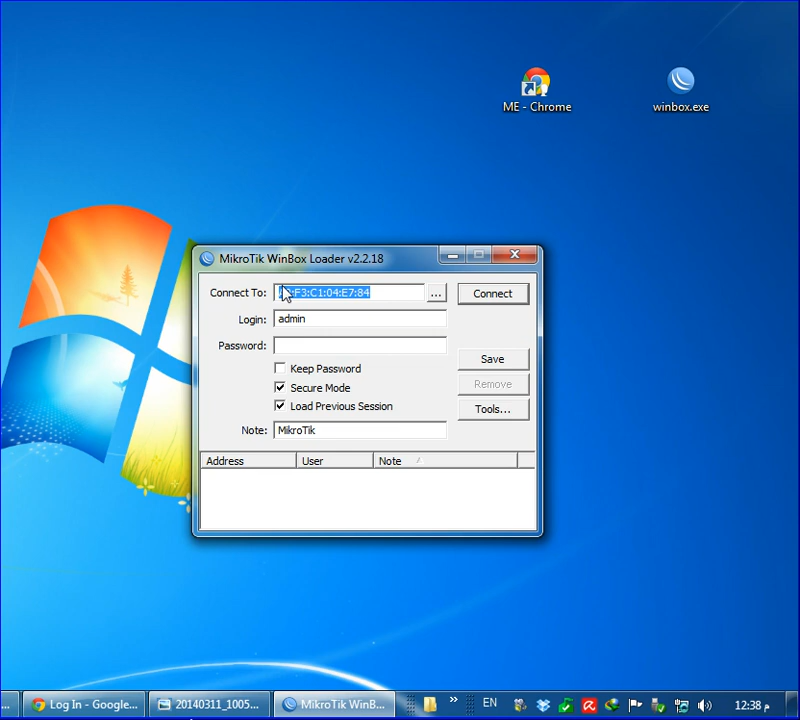 ME - Chrome
winbox.exe
MikroTik WinBox Loader v2.2.18
Connect To: :F3:C1:04:E7:84 ... Connect
Login: admin
Password:
Keep Password
Save
Secure Mode
Remove
Load Previous Session
Tools...
Note: MikroTik
Address User Note
... Log In - Google... 20140311_1005... MikroTik WinB... » EN 12:38 م